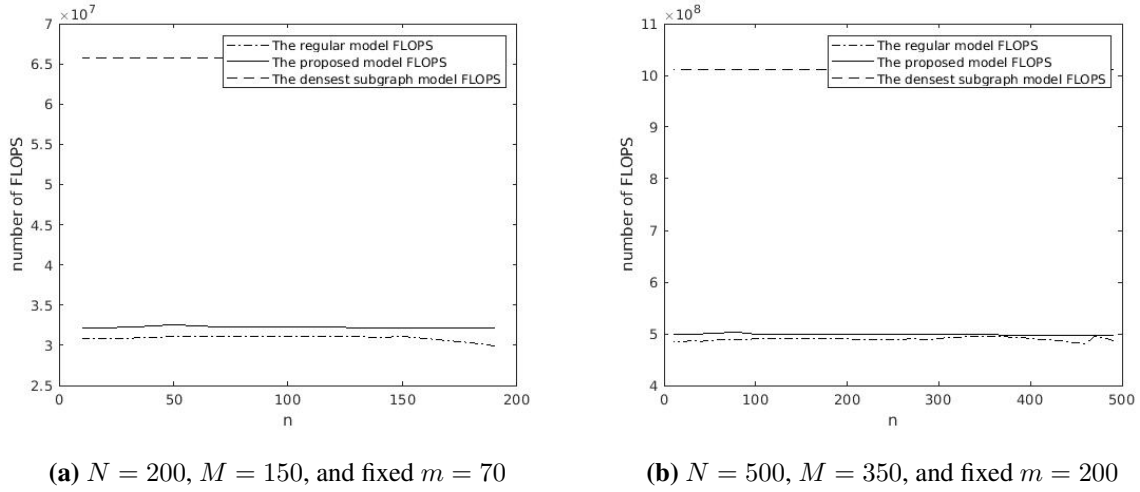 ×10^7
7
6.5
6
5.5
5
4.5
4
3.5
3
2.5
0
50
100
150
200
n
number of FLOPS
The regular model FLOPS
The proposed model FLOPS
The densest subgraph model FLOPS
(a) N = 200, M = 150, and fixed m = 70
×10^8
11
10
9
8
7
6
5
4
0
100
200
300
400
500
n
number of FLOPS
The regular model FLOPS
The proposed model FLOPS
The densest subgraph model FLOPS
(b) N = 500, M = 350, and fixed m = 200